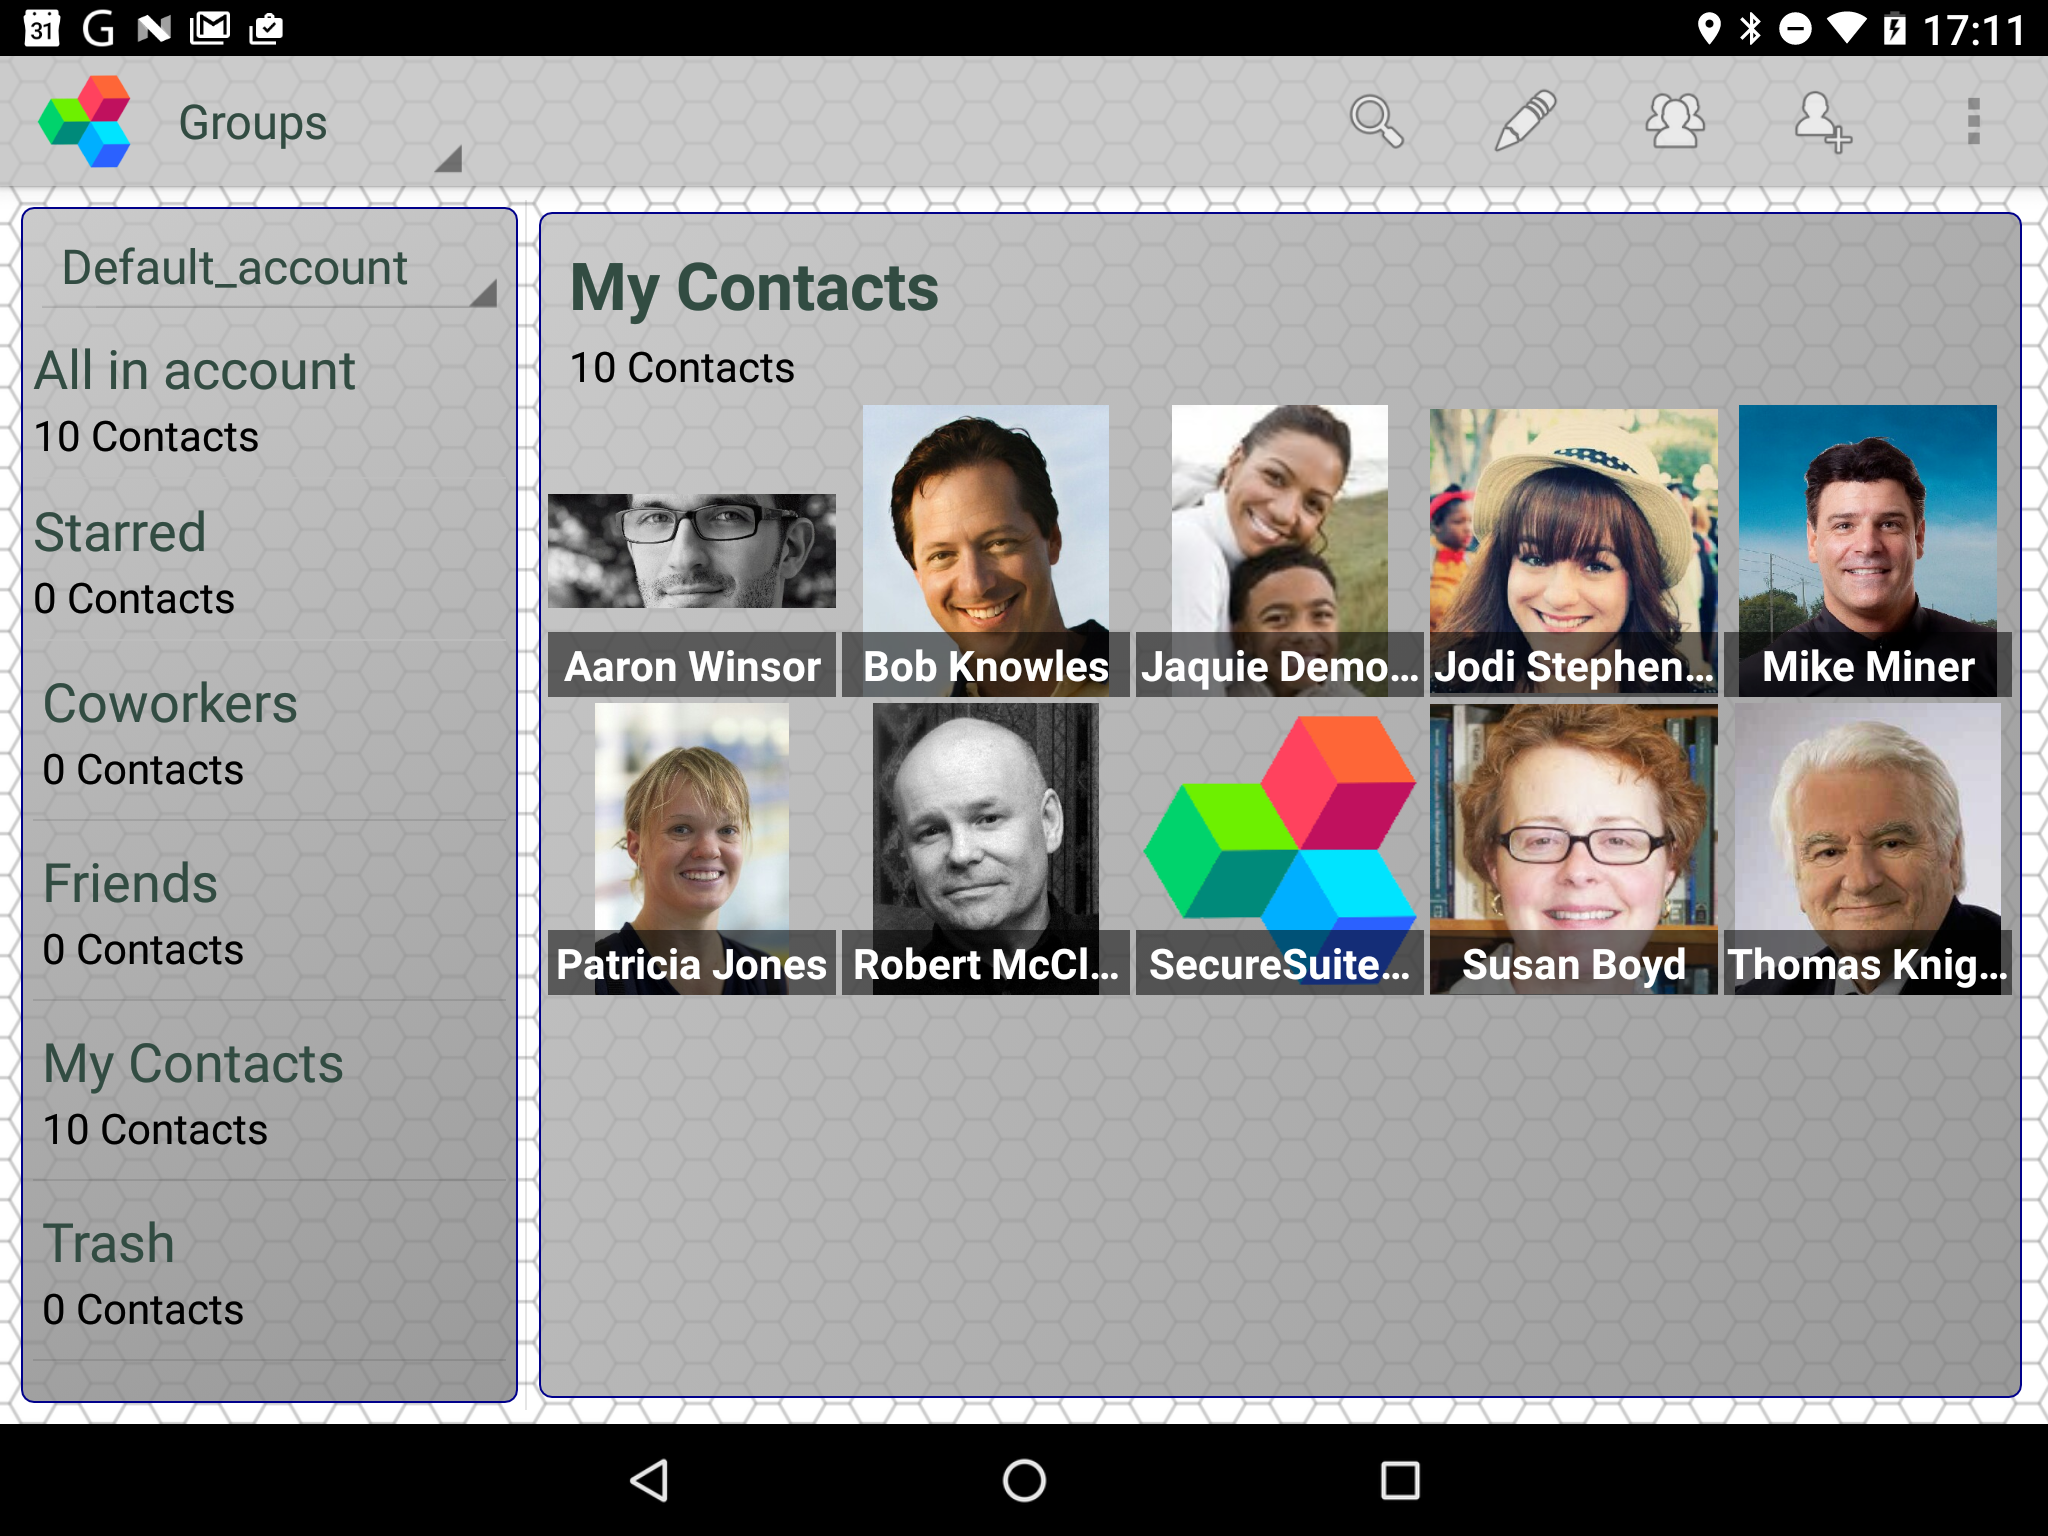 31 G 17:11
Groups
Default_account
All in account
10 Contacts
Starred
0 Contacts
Coworkers
0 Contacts
Friends
0 Contacts
My Contacts
10 Contacts
Trash
0 Contacts
My Contacts
10 Contacts
Aaron Winsor
Bob Knowles
Jaquie Demo...
Jodi Stephen...
Mike Miner
Patricia Jones
Robert McCl...
SecureSuite...
Susan Boyd
Thomas Knig...